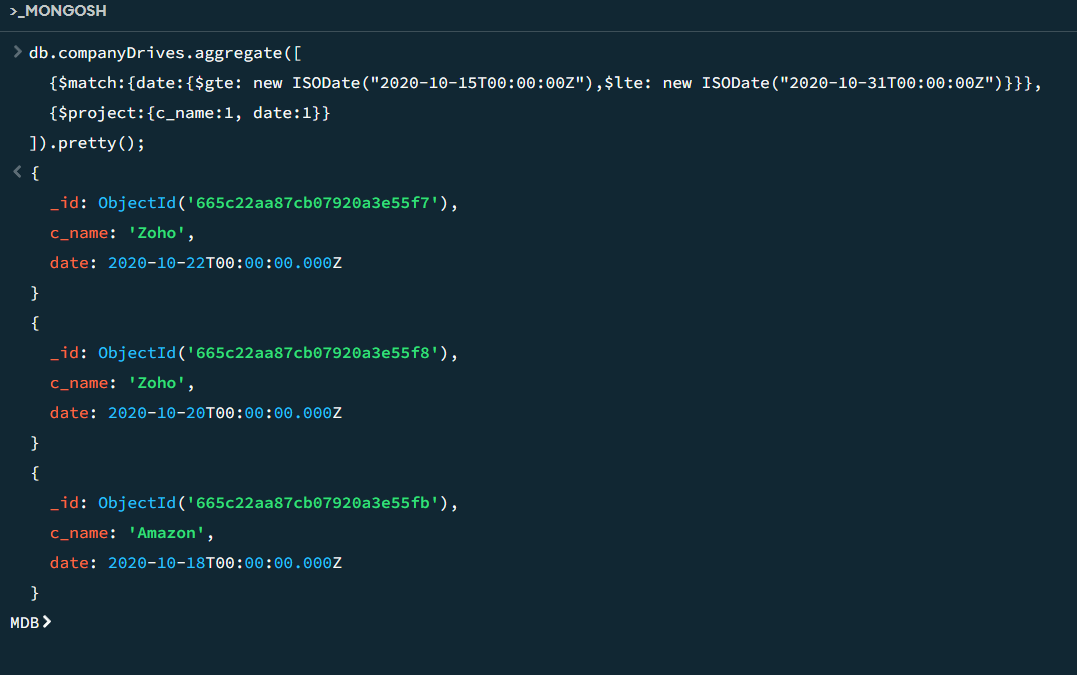 >_MONGOSH
> db.companyDrives.aggregate([
{$match:{date:{$gte: new ISODate("2020-10-15T00:00:00Z"),$lte: new ISODate("2020-10-31T00:00:00Z")}}},
{$project:{c_name:1, date:1}}
]).pretty();
< {
_id: ObjectId('665c22aa87cb07920a3e55f7'),
c_name: 'Zoho',
date: 2020-10-22T00:00:00.000Z
}
{
_id: ObjectId('665c22aa87cb07920a3e55f8'),
c_name: 'Zoho',
date: 2020-10-20T00:00:00.000Z
}
{
_id: ObjectId('665c22aa87cb07920a3e55fb'),
c_name: 'Amazon',
date: 2020-10-18T00:00:00.000Z
}
MDB>